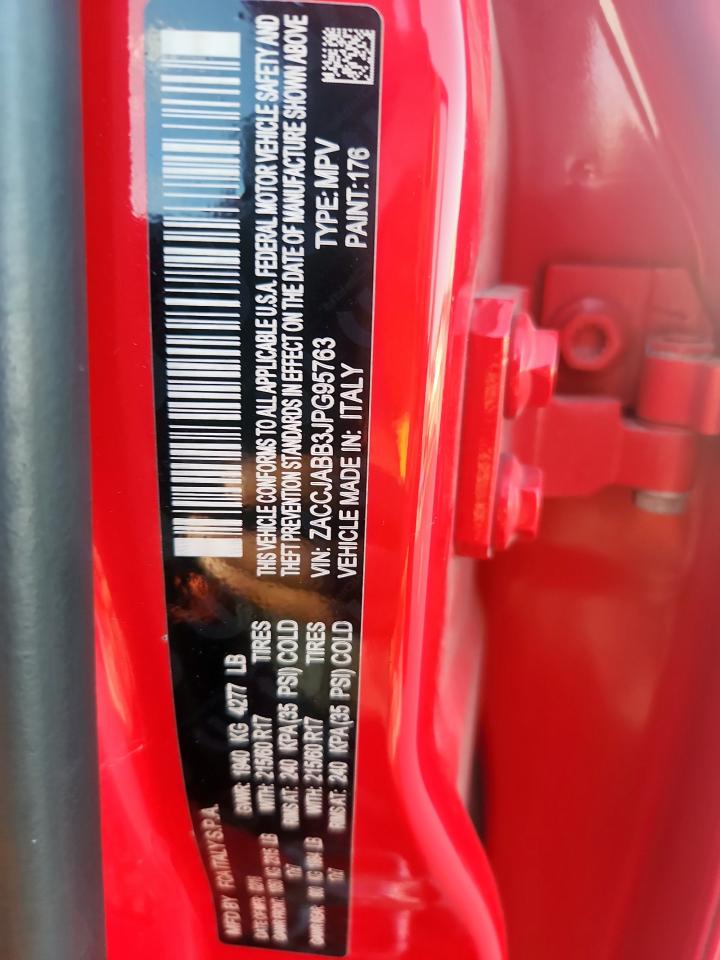 MFD BY FCA ITALY S.P.A.
GVWR: 1940 KG 4277 LB
WITH: 215/60 R17 TIRES
RIMS AT: 240 KPA(35 PSI) COLD
WITH: 215/60 R17 TIRES
RIMS AT: 240 KPA(35 PSI) COLD
THIS VEHICLE CONFORMS TO ALL APPLICABLE U.S.A. FEDERAL MOTOR VEHICLE SAFETY AND
THEFT PREVENTION STANDARDS IN EFFECT ON THE DATE OF MANUFACTURE SHOWN ABOVE
VIN: ZACCJABB3JPG95763 TYPE: MPV
VEHICLE MADE IN: ITALY PAINT: 176